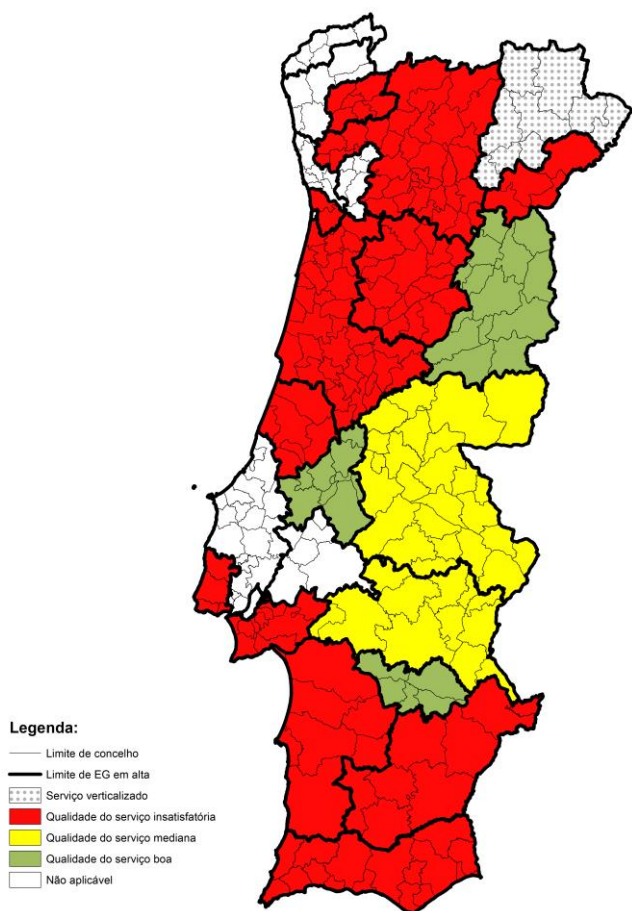 Legenda:
Limite de concelho
Limite de EG em alta
Serviço verticalizado
Qualidade do serviço insatisfatória
Qualidade do serviço mediana
Qualidade do serviço boa
Não aplicável